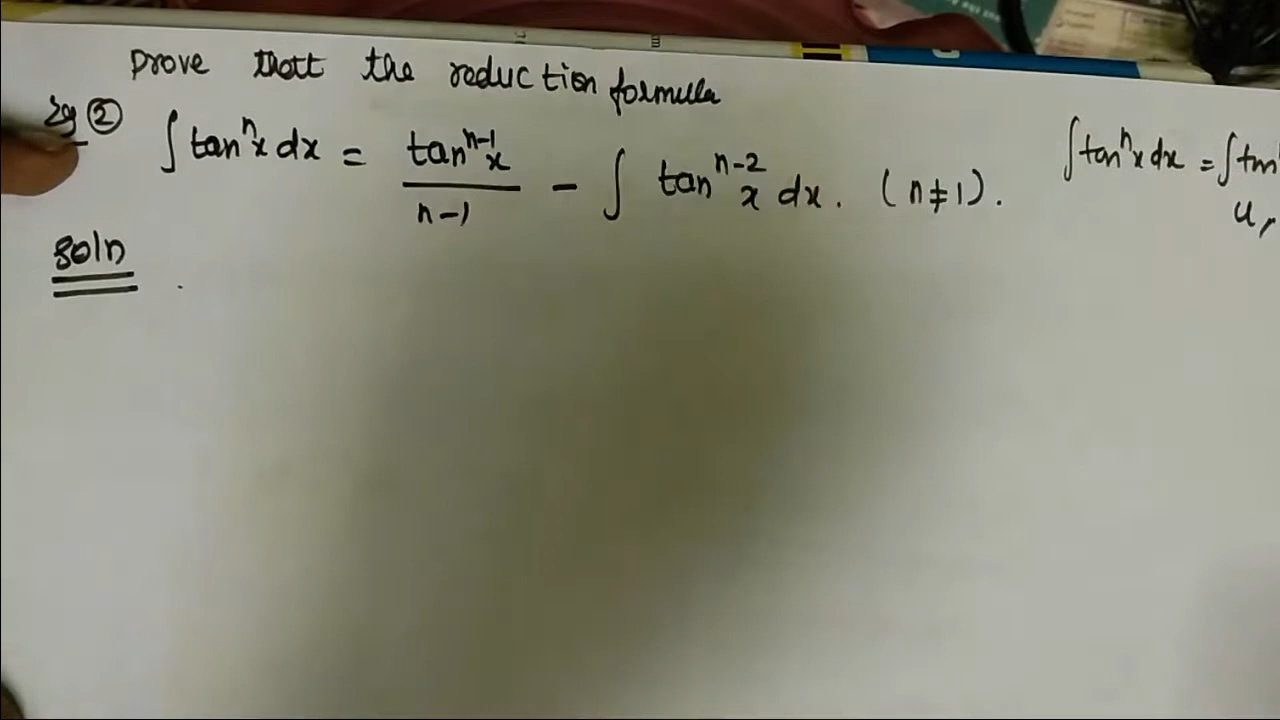 Prove that the reduction formula
Eg ② ∫ tanⁿx dx = tanⁿ⁻¹x / n-1 - ∫ tanⁿ⁻²x dx. (n≠1).
∫tanⁿx dx = ∫tan
u,
soln